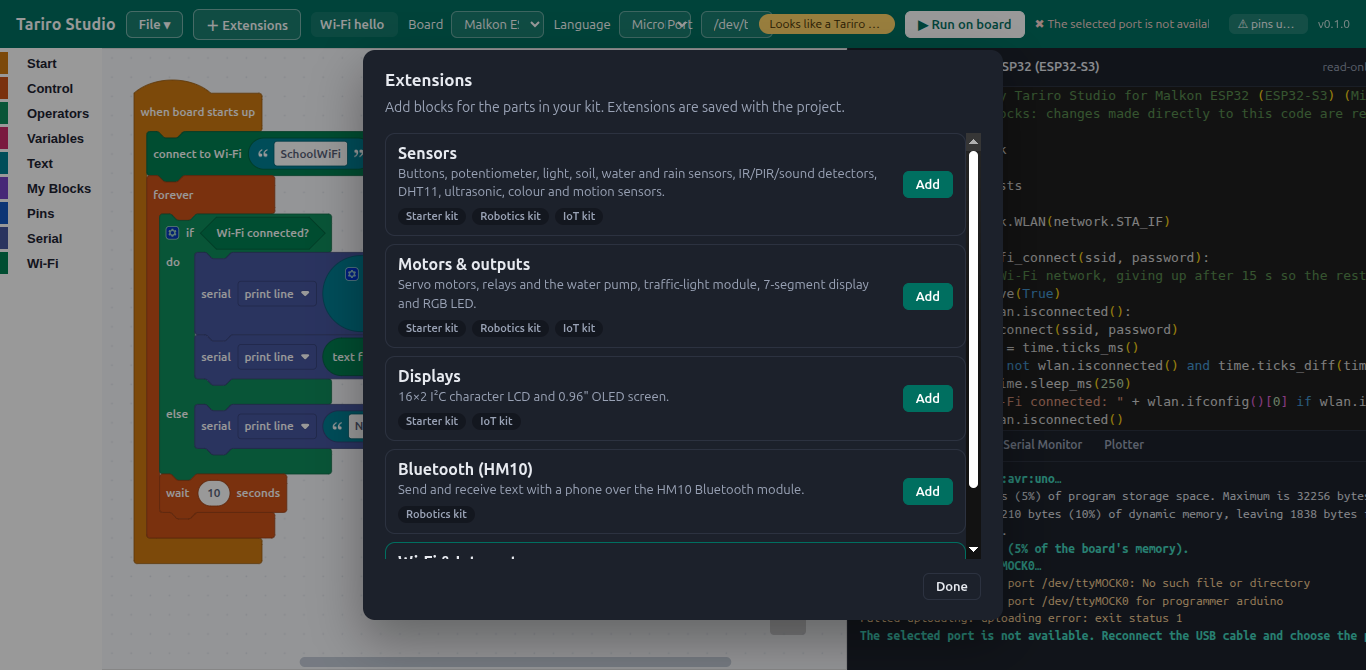 Tariro Studio File ▾ + Extensions Wi-Fi hello Board Malkon E Language Micro Port /dev/t Looks like a Tariro … ▶ Run on board ✖ The selected port is not availal ⚠ pins u… v0.1.0
Start
Control
Operators
Variables
Text
My Blocks
Pins
Serial
Wi-Fi
when board starts up
connect to Wi-Fi “ SchoolWiFi ”
forever
if Wi-Fi connected?
do
serial print line
serial print line text f
else
serial print line “ N
wait 10 seconds
Extensions
Add blocks for the parts in your kit. Extensions are saved with the project.
Sensors
Buttons, potentiometer, light, soil, water and rain sensors, IR/PIR/sound detectors,
DHT11, ultrasonic, colour and motion sensors.
Add
Starter kit Robotics kit IoT kit
Motors & outputs
Servo motors, relays and the water pump, traffic-light module, 7-segment display
and RGB LED.
Add
Starter kit Robotics kit IoT kit
Displays
16×2 I²C character LCD and 0.96" OLED screen.
Add
Starter kit IoT kit
Bluetooth (HM10)
Send and receive text with a phone over the HM10 Bluetooth module.
Add
Robotics kit
Done
SP32 (ESP32-S3) read-on
y Tariro Studio for Malkon ESP32 (ESP32-S3) (Mi
ocks: changes made directly to this code are re
k
sts
k.WLAN(network.STA_IF)
fi_connect(ssid, password):
Wi-Fi network, giving up after 15 s so the rest
ve(True)
an.isconnected():
connect(ssid, password)
= time.ticks_ms()
not wlan.isconnected() and time.ticks_diff(tim
ime.sleep_ms(250)
-Fi connected: " + wlan.ifconfig()[0] if wlan.i
an.isconnected()
Serial Monitor Plotter
:avr:uno…
s (5%) of program storage space. Maximum is 32256 bytes
210 bytes (10%) of dynamic memory, leaving 1838 bytes
.
(5% of the board's memory).
MOCK0…
port /dev/ttyMOCK0: No such file or directory
port /dev/ttyMOCK0 for programmer arduino
Failed uploading: uploading error: exit status 1
The selected port is not available. Reconnect the USB cable and choose the p